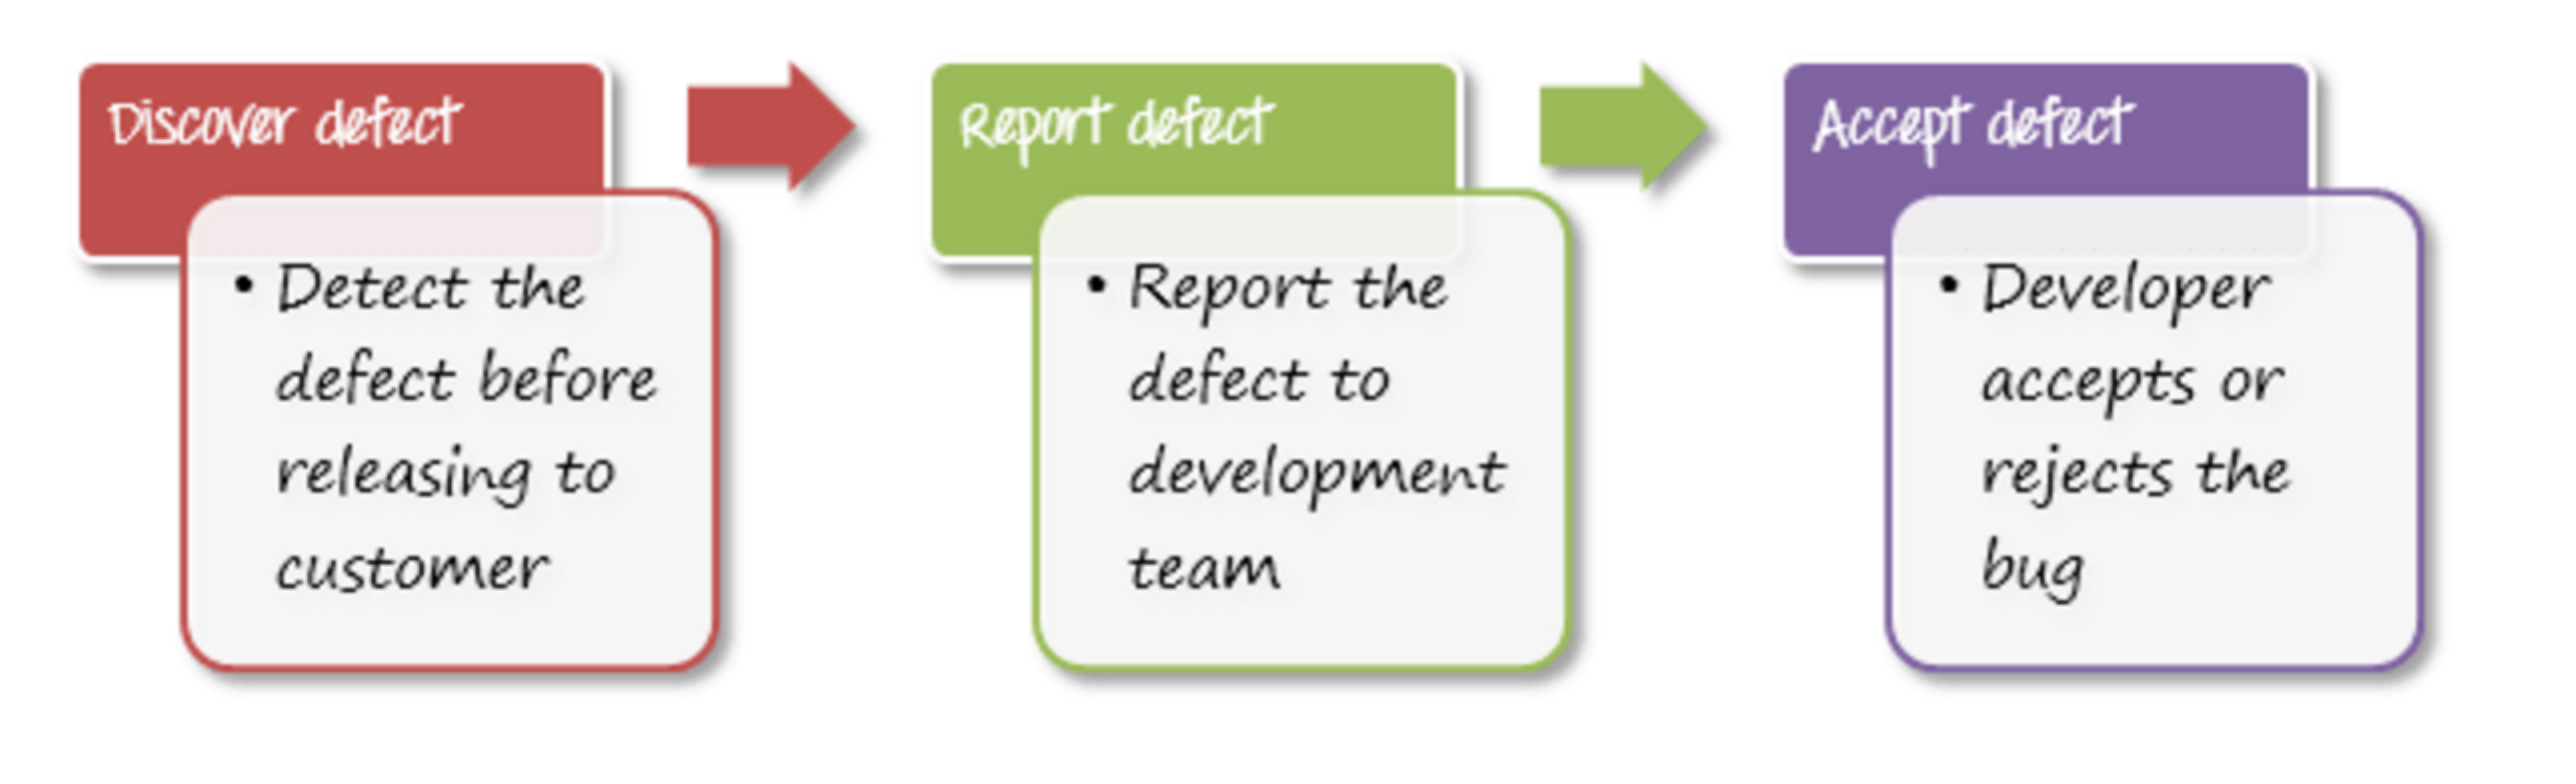 Discover defect
• Detect the
defect before
releasing to
customer
Report defect
• Report the
defect to
development
team
Accept defect
• Developer
accepts or
rejects the
bug